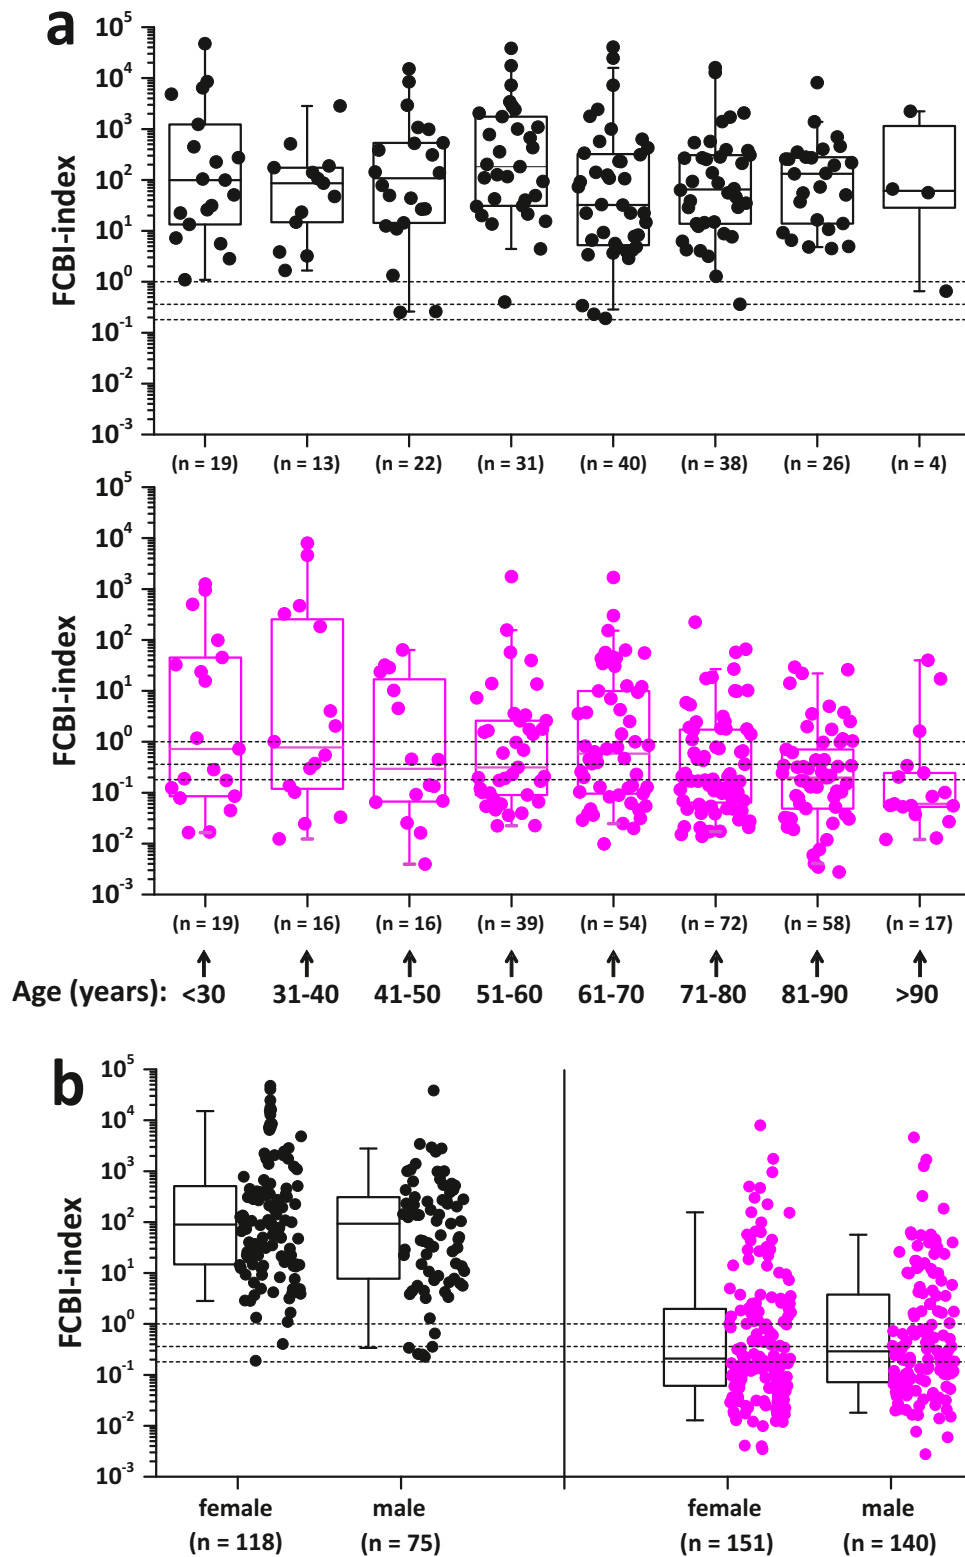 a
FCBI-index
10^5
10^4
10^3
10^2
10^1
10^0
10^-1
10^-2
10^-3
(n = 19) (n = 13) (n = 22) (n = 31) (n = 40) (n = 38) (n = 26) (n = 4)
FCBI-index
10^5
10^4
10^3
10^2
10^1
10^0
10^-1
10^-2
10^-3
(n = 19) (n = 16) (n = 16) (n = 39) (n = 54) (n = 72) (n = 58) (n = 17)
Age (years): <30 31-40 41-50 51-60 61-70 71-80 81-90 >90
b
FCBI-index
10^5
10^4
10^3
10^2
10^1
10^0
10^-1
10^-2
10^-3
female male female male
(n = 118) (n = 75) (n = 151) (n = 140)